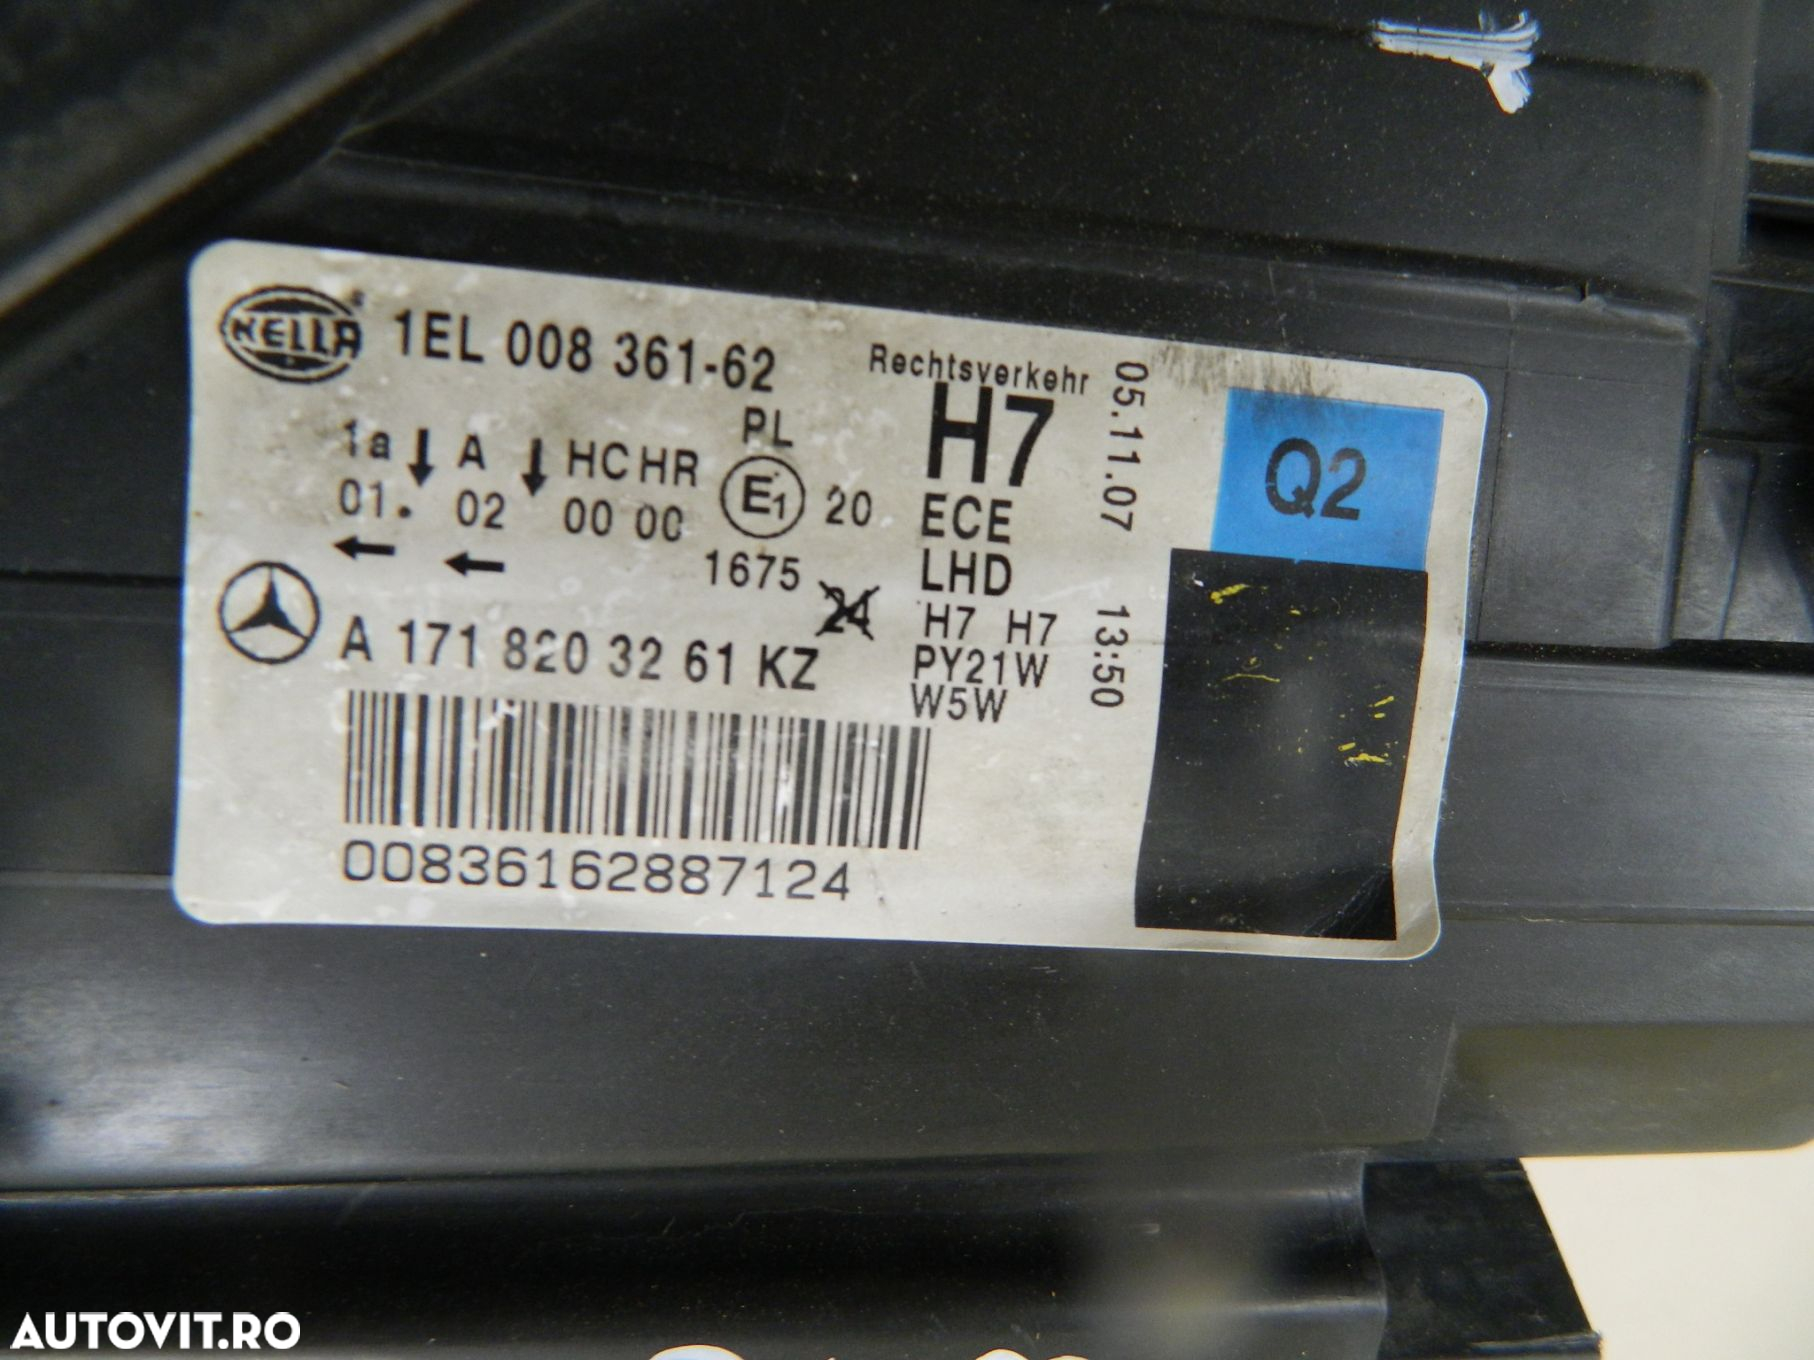 HELLA 1EL 008 361-62
Rechtsverkehr
H7
ECE
LHD
H7 H7
PY21W
W5W
1a A HC HR PL
01. 02 00 00 E1 20
1675
24
A 171 820 32 61 KZ
00836162887124
05.11.07 13:50
Q2
AUTOVIT.RO